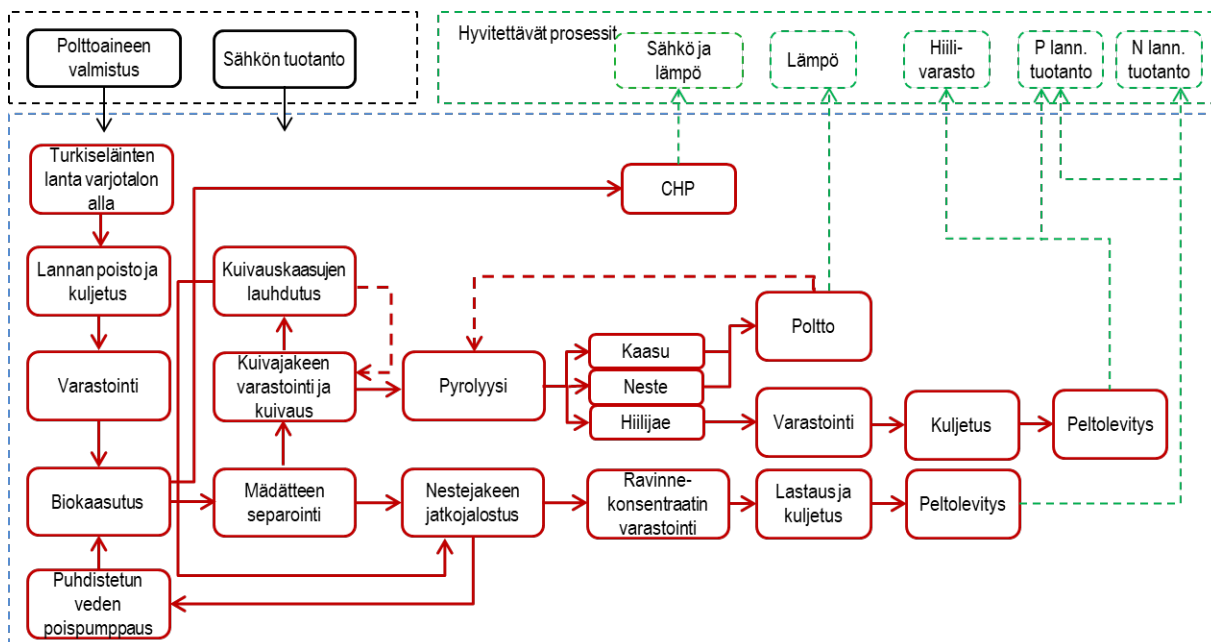 Polttoaineen
valmistus
Sähkön tuotanto
Hyvitettävät prosessit
Sähkö ja
lämpö
Lämpö
Hiili-
varasto
P lann.
tuotanto
N lann.
tuotanto
Turkiseläinten
lanta varjotalon
alla
CHP
Lannan poisto ja
kuljetus
Kuivauskaasujen
lauhdutus
Poltto
Varastointi
Kuivajakeen
varastointi ja
kuivaus
Pyrolyysi
Kaasu
Neste
Hiilijae
Varastointi
Kuljetus
Peltolevitys
Biokaasutus
Mädätteen
separointi
Nestejakeen
jatkojalostus
Ravinne-
konsentraatin
varastointi
Lastaus ja
kuljetus
Peltolevitys
Puhdistetun
veden
poispumppaus